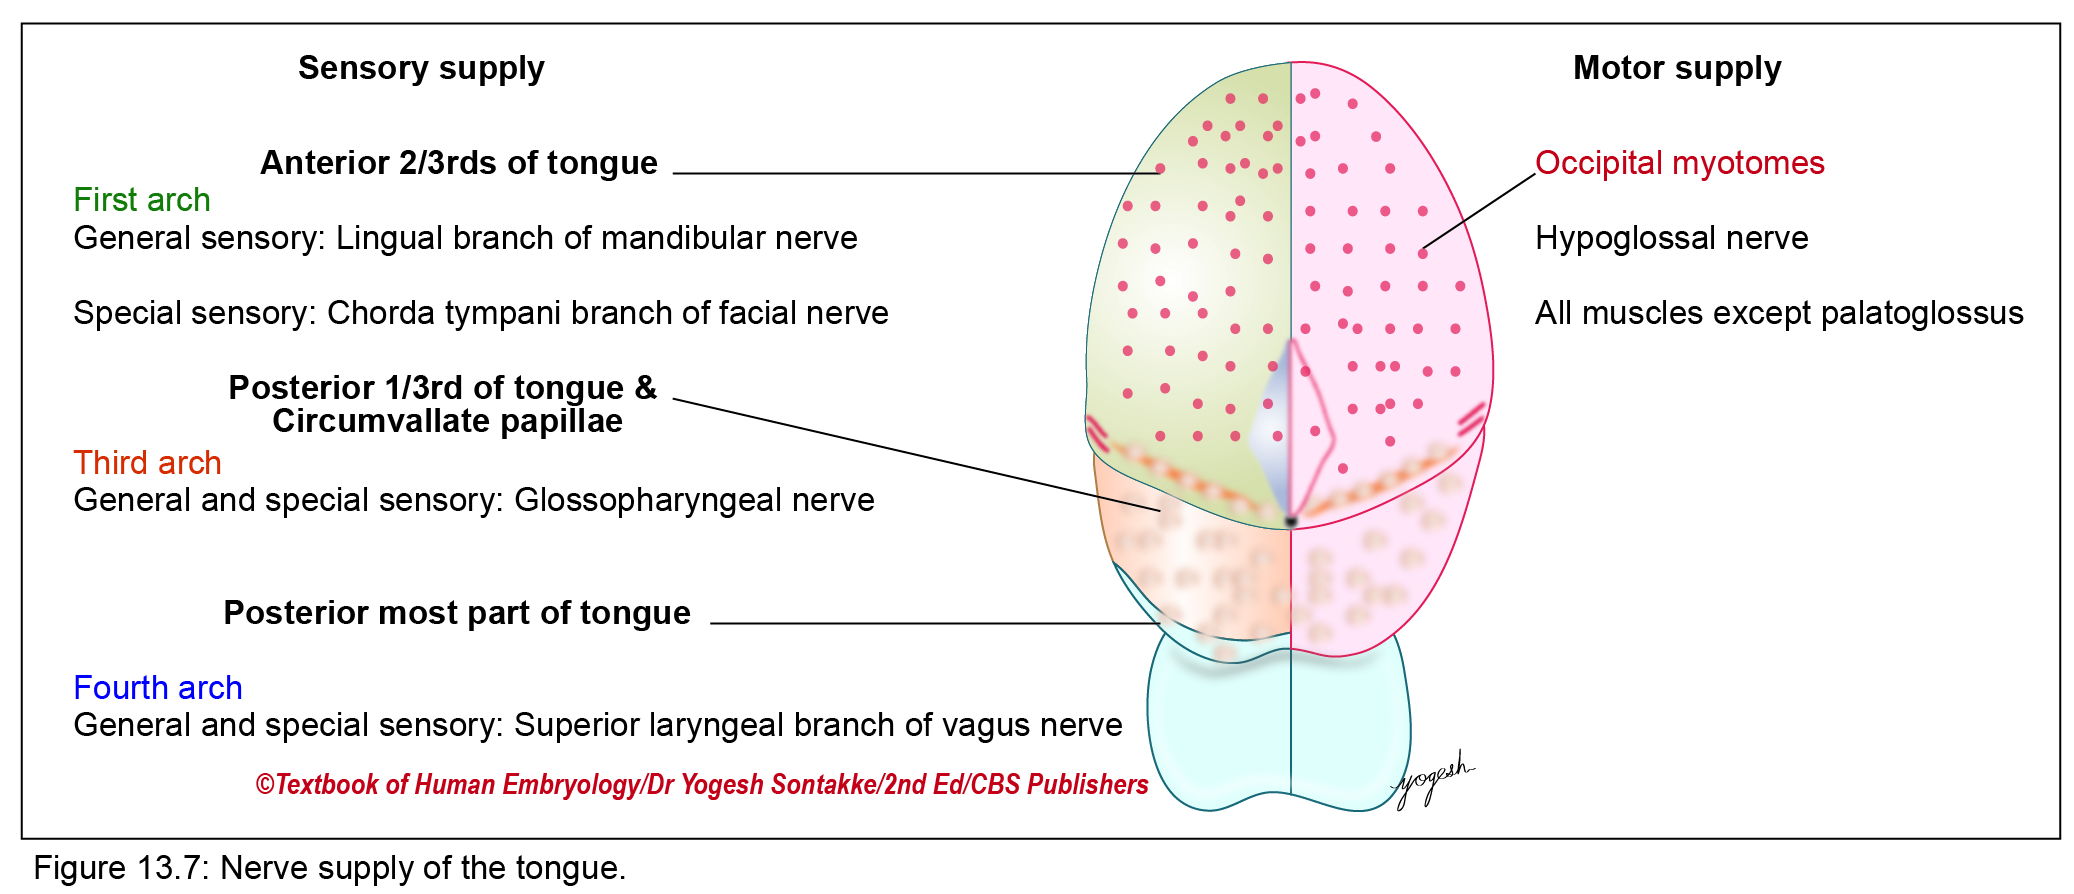 Sensory supply
Motor supply
Anterior 2/3rds of tongue
First arch
General sensory: Lingual branch of mandibular nerve
Special sensory: Chorda tympani branch of facial nerve
Posterior 1/3rd of tongue &
Circumvallate papillae
Third arch
General and special sensory: Glossopharyngeal nerve
Posterior most part of tongue
Fourth arch
General and special sensory: Superior laryngeal branch of vagus nerve
Occipital myotomes
Hypoglossal nerve
All muscles except palatoglossus
©Textbook of Human Embryology/Dr Yogesh Sontakke/2nd Ed/CBS Publishers
yogesh
Figure 13.7: Nerve supply of the tongue.